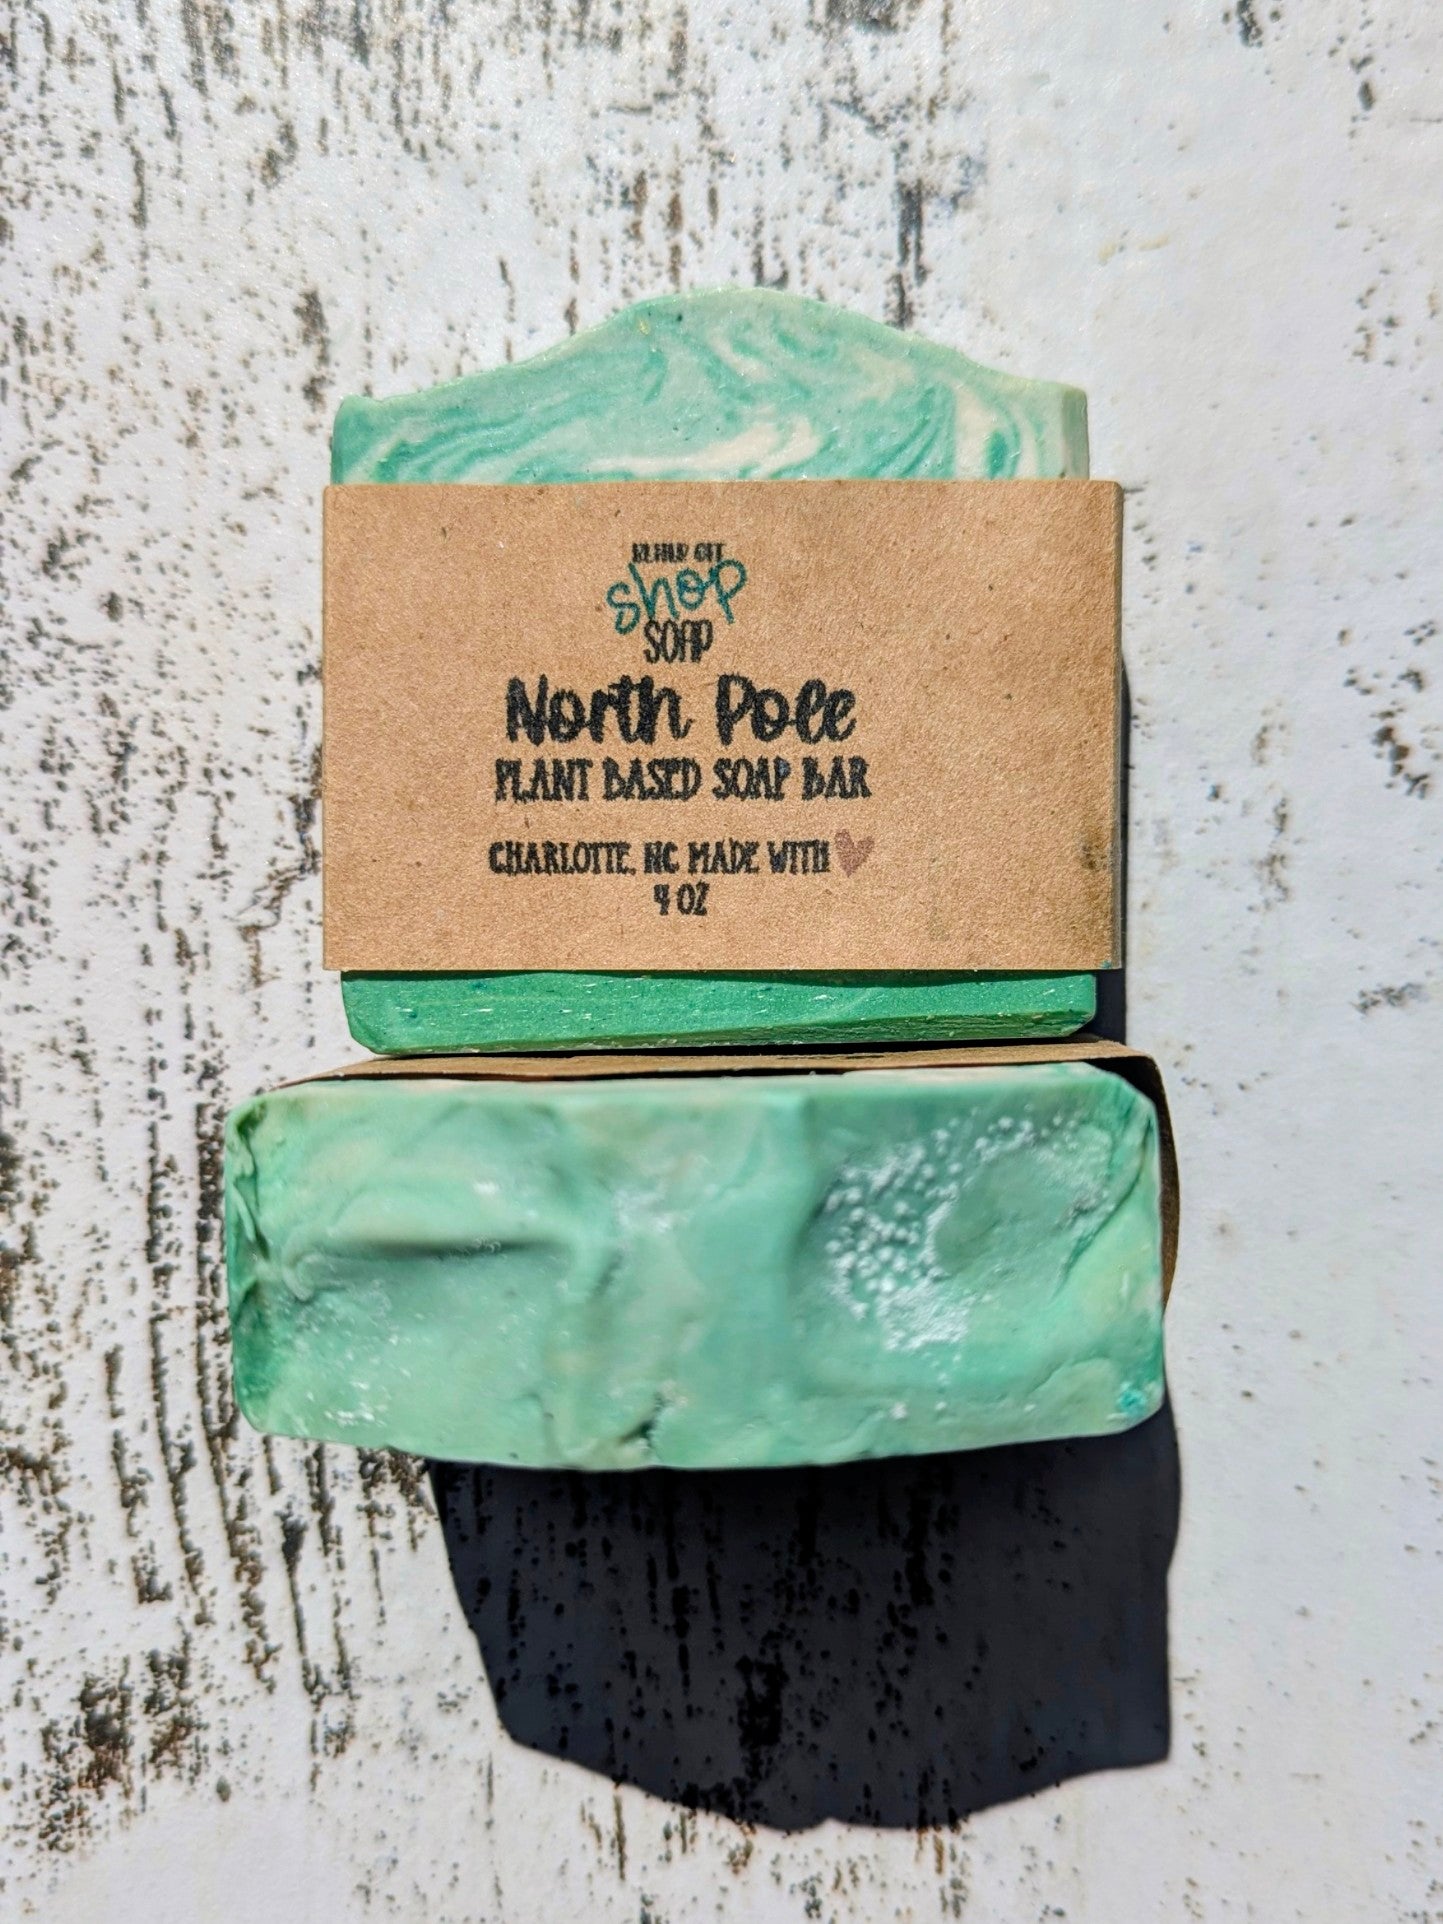 shop
SOAP
North Pole
PLANT BASED SOAP BAR
CHARLOTTE, NC MADE WITH
4 OZ